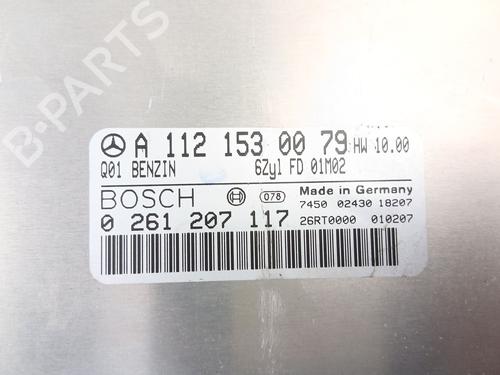 B-PARTS
A 112 153 00 79 HW 10.00
Q01 BENZIN 6Zyl FD 01M02
BOSCH 078 Made in Germany
7450 02430 18207
0 261 207 117 26RT0000 010207